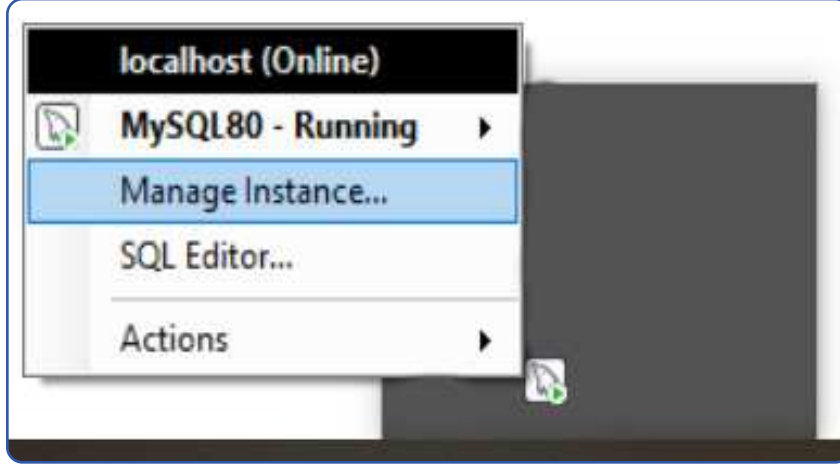 localhost (Online)
MySQL80 - Running
Manage Instance...
SQL Editor...
Actions